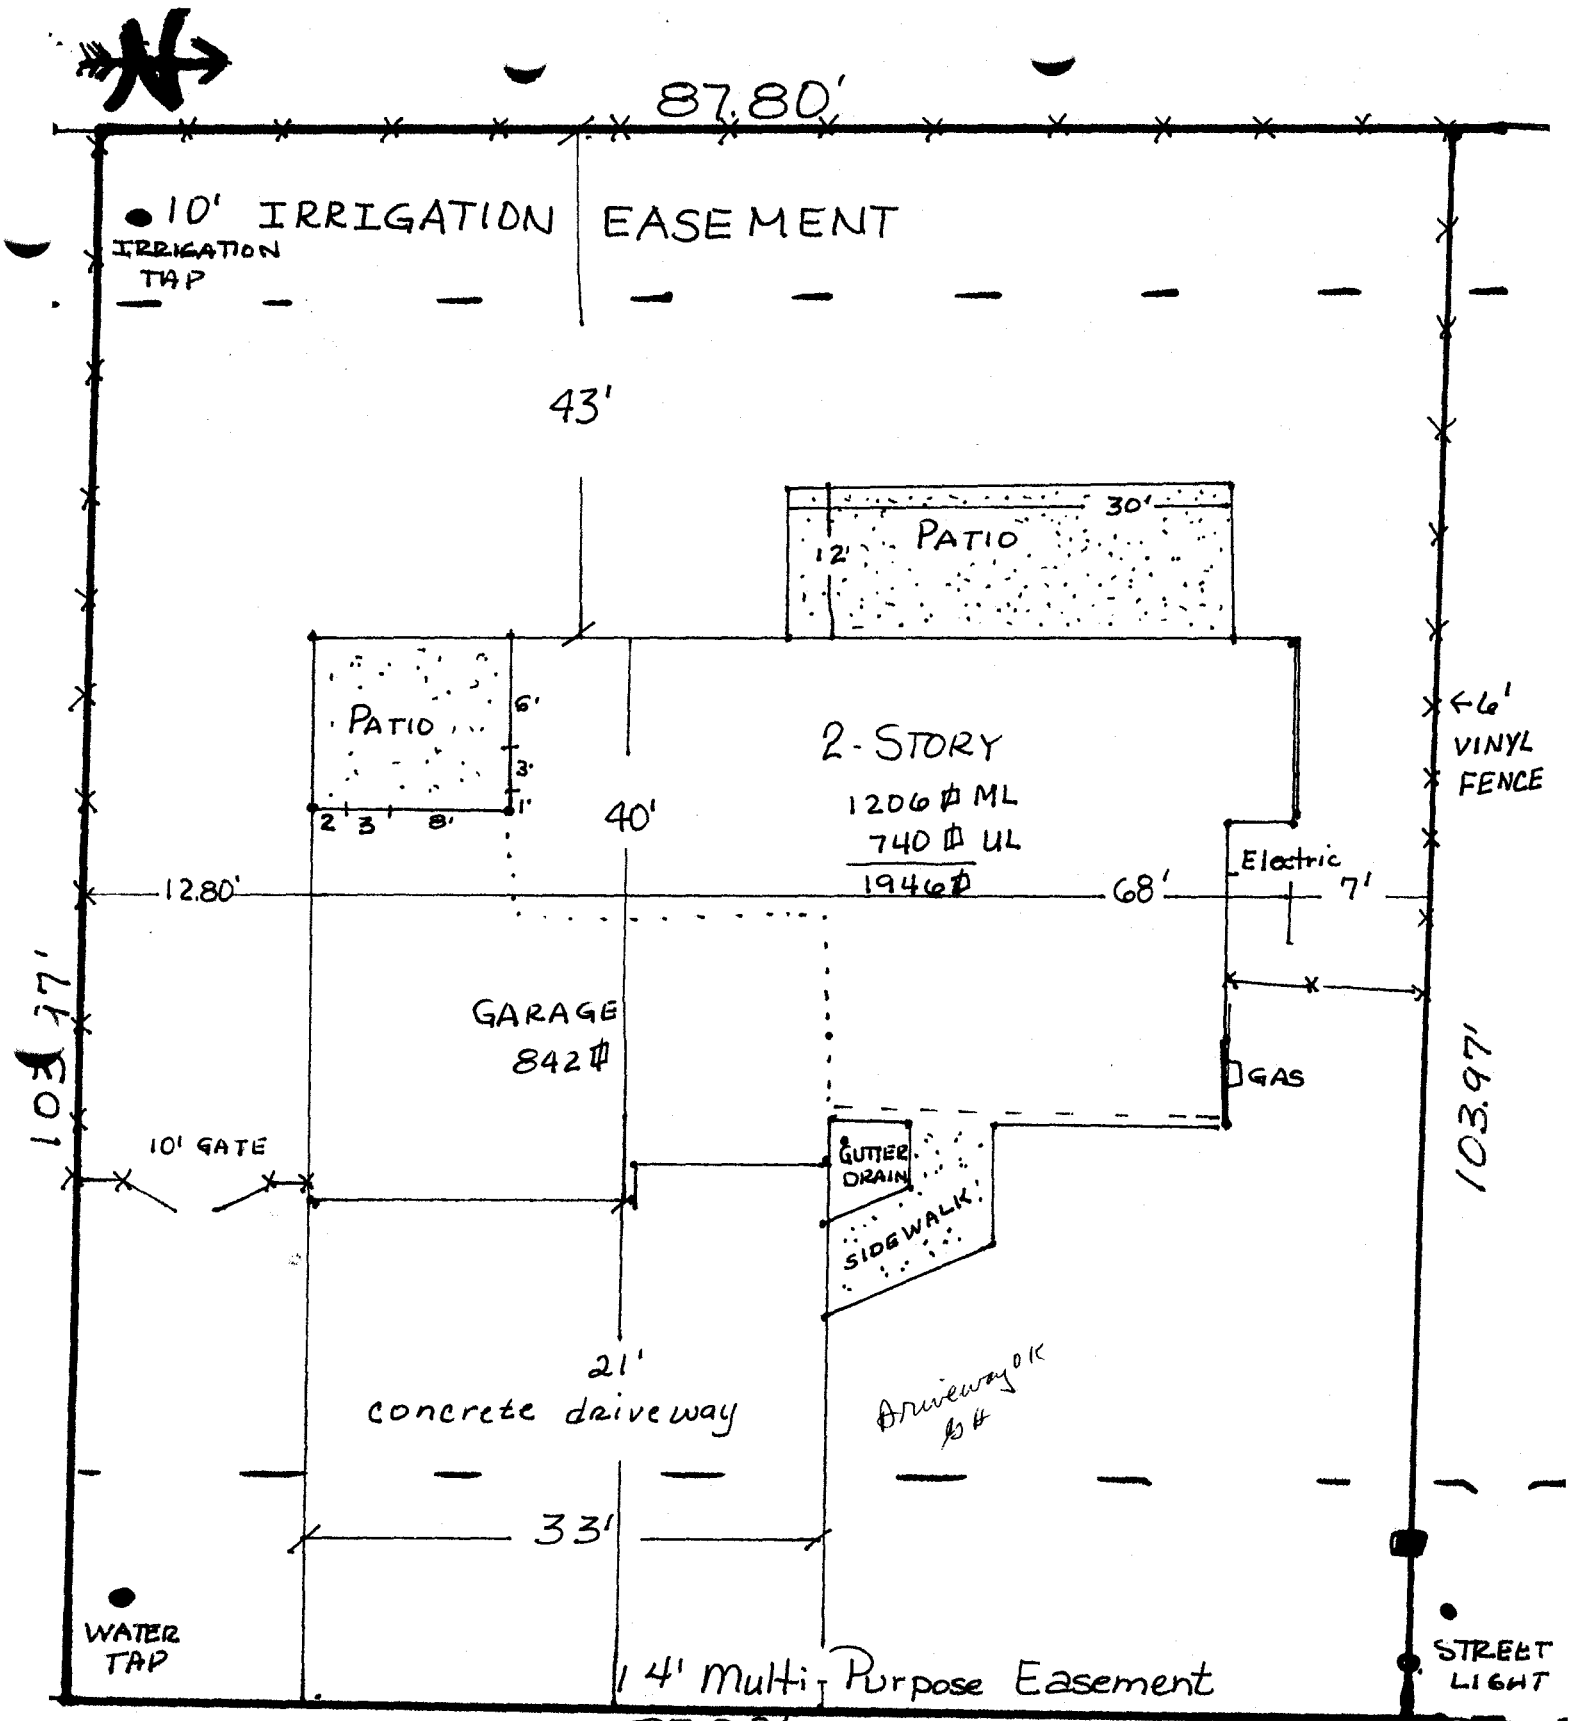 N
87.80'
10' IRRIGATION EASEMENT
IRRIGATION
TAP
43'
30'
PATIO
12'
PATIO
6'
3'
1'
2 3 8'
40'
2-STORY
1206 ⏍ ML
740 ⏍ UL
1946 ⏍
←6'
VINYL
FENCE
Electric
12.80'
68'
7'
GARAGE
842 ⏍
GAS
103.97'
10' GATE
GUTTER
DRAIN
SIDEWALK
21'
concrete driveway
Driveway OK
33'
WATER
TAP
14' Multi-Purpose Easement
STREET
LIGHT